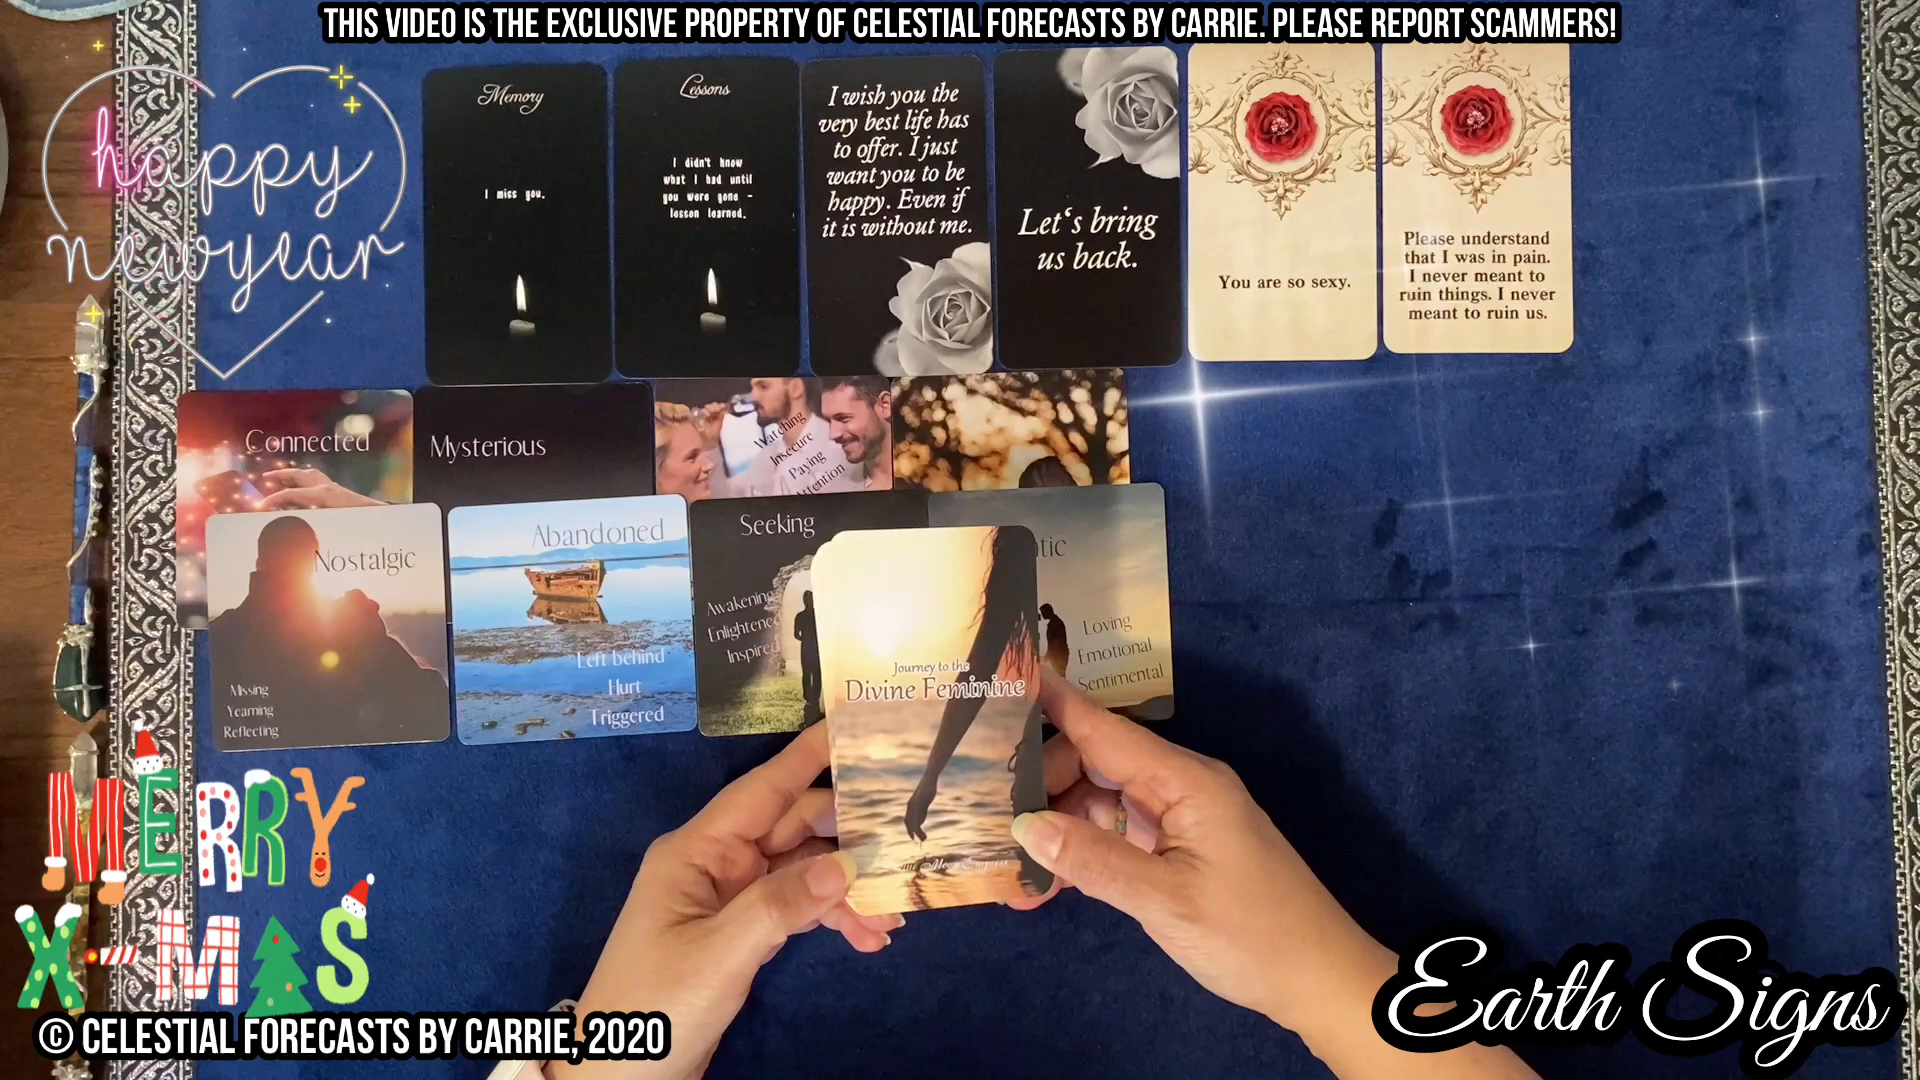 THIS VIDEO IS THE EXCLUSIVE PROPERTY OF CELESTIAL FORECASTS BY CARRIE. PLEASE REPORT SCAMMERS!
happy
newyear
Memory
I miss you.
Lessons
I didn't know
what I had until
you were gone -
lesson learned.
I wish you the
very best life has
to offer. I just
want you to be
happy. Even if
it is without me.
Let's bring
us back.
You are so sexy.
Please understand
that I was in pain.
I never meant to
ruin things. I never
meant to ruin us.
Connected
Mysterious
Watching
Insecure
Paying
Attention
Nostalgic
Missing
Yearning
Reflecting
Abandoned
Left behind
Hurt
Triggered
Seeking
Awakening
Enlightened
Inspired
Journey to the
Divine Feminine
Loving
Emotional
Sentimental
MERRY
X-MAS
© CELESTIAL FORECASTS BY CARRIE, 2020
Earth Signs